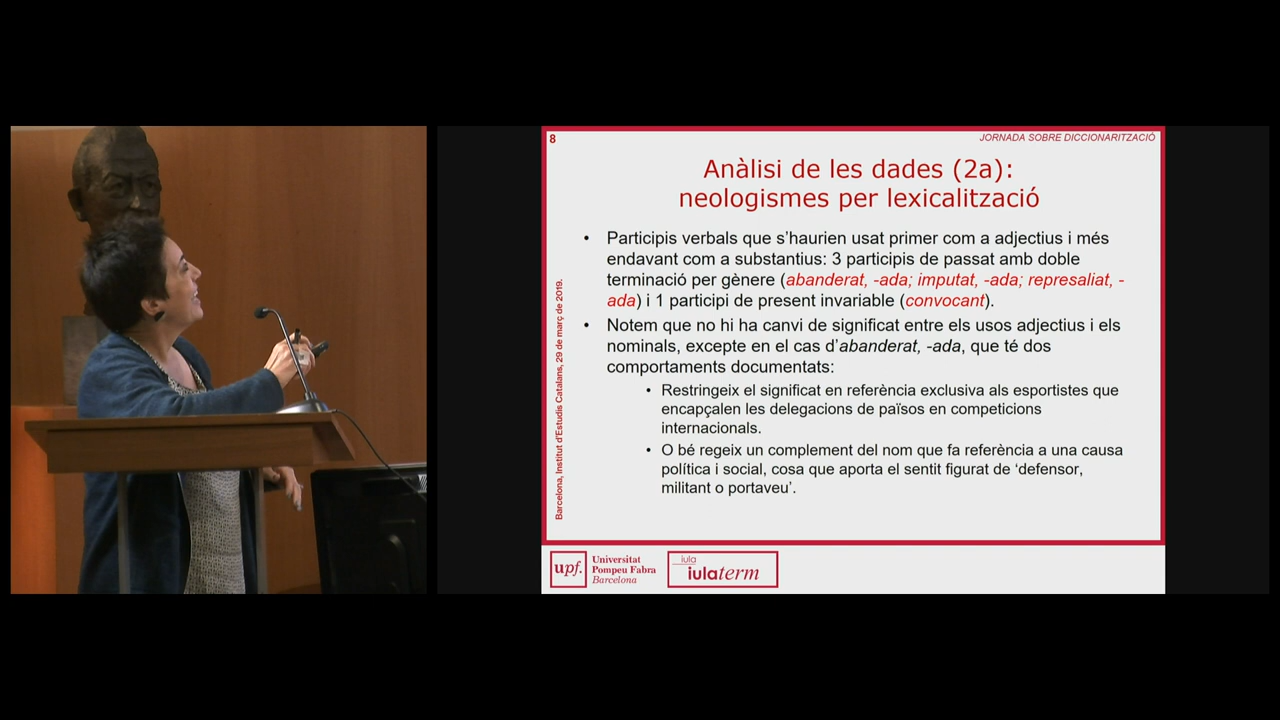 8
JORNADA SOBRE DICCIONARITZACIÓ
Anàlisi de les dades (2a):
neologismes per lexicalització
• Participis verbals que s'haurien usat primer com a adjectius i més
endavant com a substantius: 3 participis de passat amb doble
terminació per gènere (abanderat, -ada; imputat, -ada; represaliat, -
ada) i 1 participi de present invariable (convocant).
• Notem que no hi ha canvi de significat entre els usos adjectius i els
nominals, excepte en el cas d'abanderat, -ada, que té dos
comportaments documentats:
• Restringeix el significat en referència exclusiva als esportistes que
encapçalen les delegacions de països en competicions
internacionals.
• O bé regeix un complement del nom que fa referència a una causa
política i social, cosa que aporta el sentit figurat de 'defensor,
militant o portaveu'.
Barcelona, Institut d'Estudis Catalans, 29 de març de 2019.
upf.
Universitat
Pompeu Fabra
Barcelona
iula
iulaterm